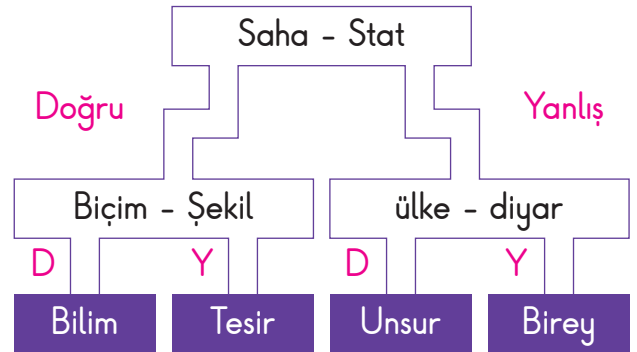 Saha - Stat
Doğru
Yanlış
Biçim - Şekil
ülke - diyar
D
Y
D
Y
Bilim
Tesir
Unsur
Birey